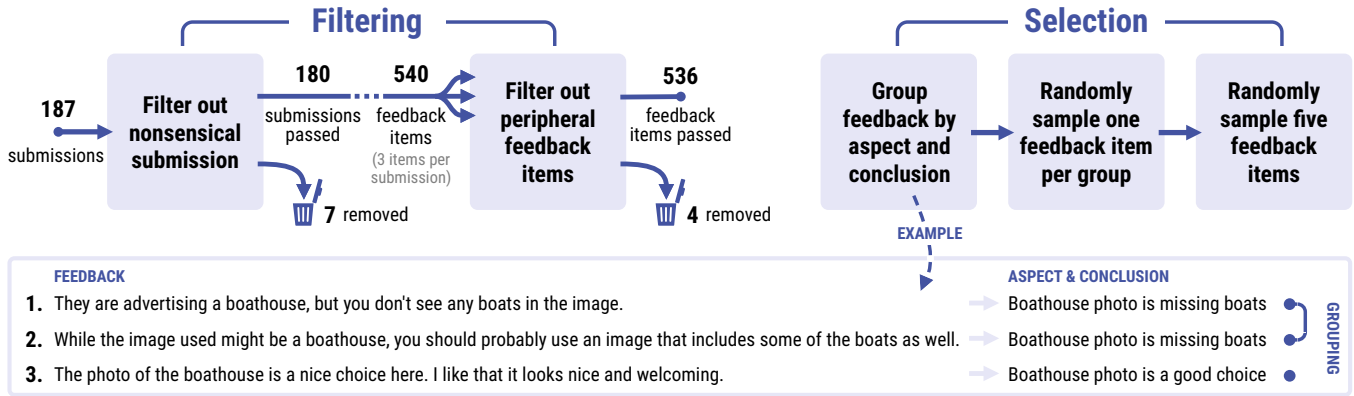 Filtering
Selection
187
submissions
Filter out
nonsensical
submission
180
submissions
passed
540
feedback
items
(3 items per
submission)
7 removed
Filter out
peripheral
feedback
items
536
feedback
items passed
4 removed
Group
feedback by
aspect and
conclusion
Randomly
sample one
feedback item
per group
Randomly
sample five
feedback
items
EXAMPLE
FEEDBACK
ASPECT & CONCLUSION
1. They are advertising a boathouse, but you don't see any boats in the image.
Boathouse photo is missing boats
2. While the image used might be a boathouse, you should probably use an image that includes some of the boats as well.
Boathouse photo is missing boats
3. The photo of the boathouse is a nice choice here. I like that it looks nice and welcoming.
Boathouse photo is a good choice
GROUPING